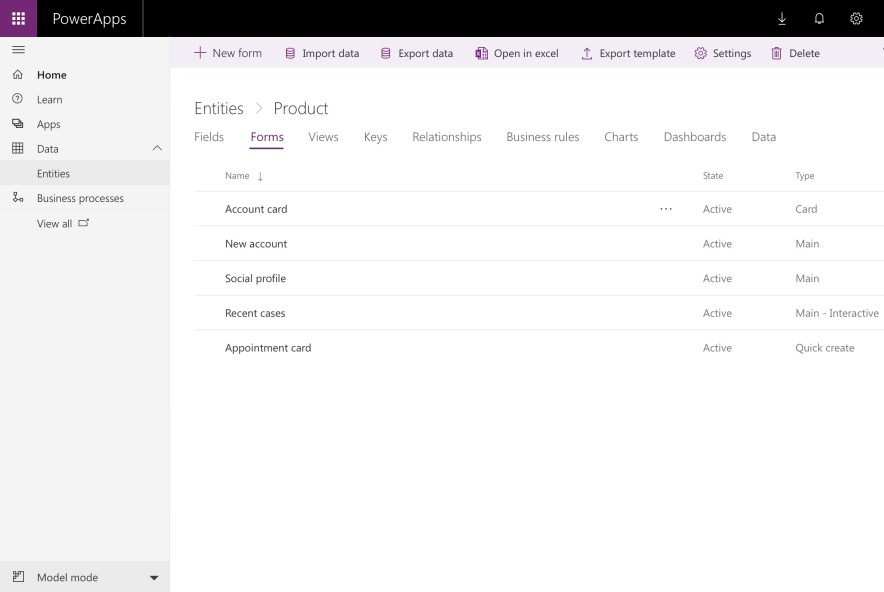 PowerApps
New form Import data Export data Open in excel Export template Settings Delete
Home
Learn
Apps
Data
Entities
Business processes
View all
Model mode
Entities > Product
Fields Forms Views Keys Relationships Business rules Charts Dashboards Data
Name State Type
Account card ... Active Card
New account Active Main
Social profile Active Main
Recent cases Active Main - Interactive
Appointment card Active Quick create